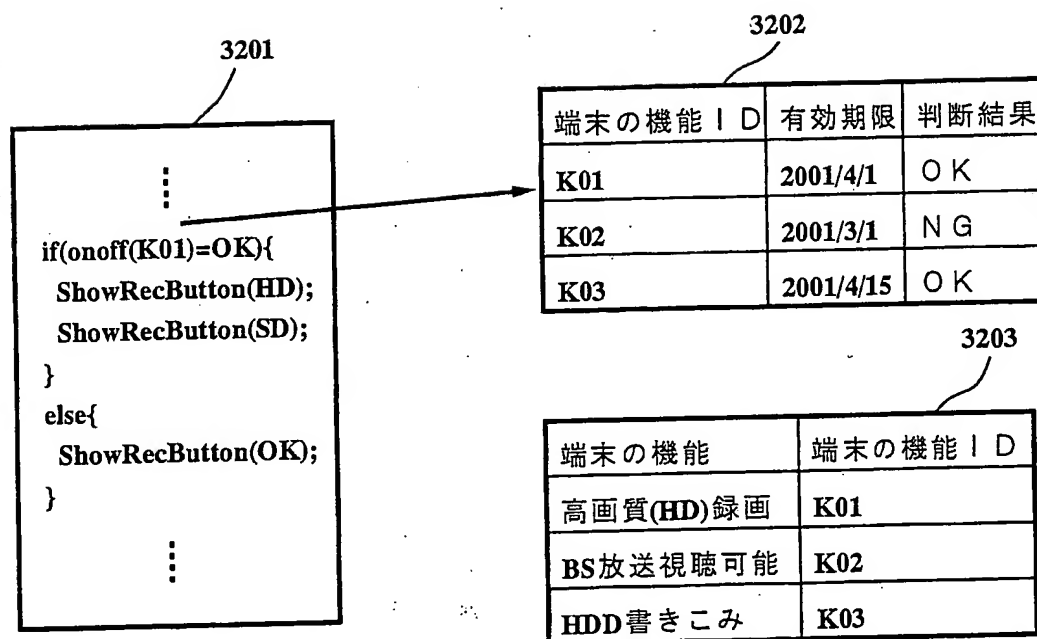 3201
⋮
if(onoff(K01)=OK){
ShowRecButton(HD);
ShowRecButton(SD);
}
else{
ShowRecButton(OK);
}
⋮
3202
端末の機能ID 有効期限 判断結果
K01 2001/4/1 OK
K02 2001/3/1 NG
K03 2001/4/15 OK
3203
端末の機能 端末の機能ID
高画質(HD)録画 K01
BS放送視聴可能 K02
HDD書きこみ K03